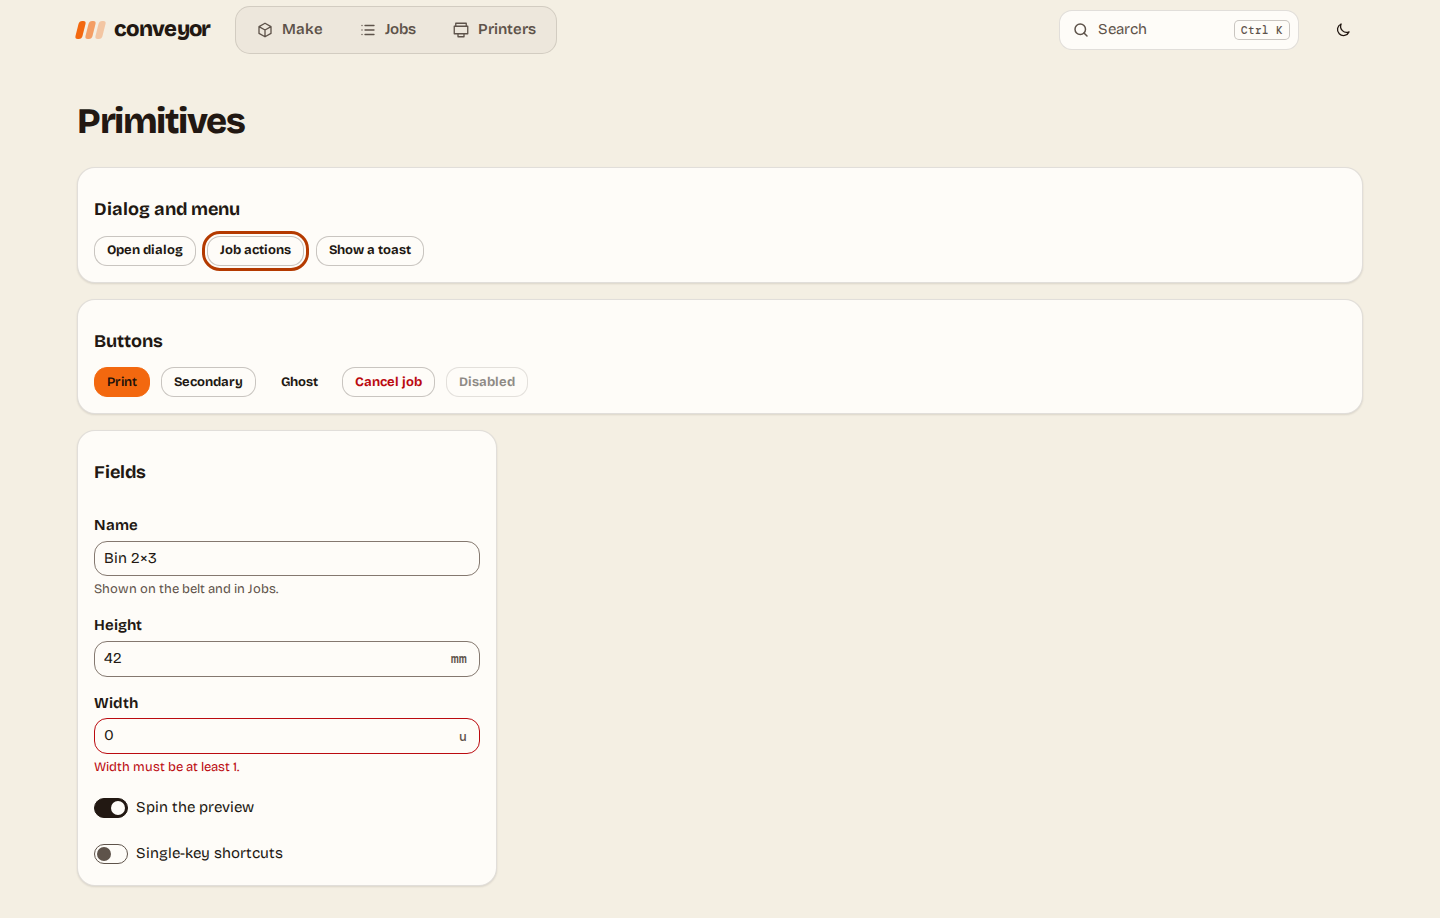 conveyor
Make
Jobs
Printers
Search
Ctrl K
Primitives
Dialog and menu
Open dialog
Job actions
Show a toast
Buttons
Print
Secondary
Ghost
Cancel job
Disabled
Fields
Name
Bin 2×3
Shown on the belt and in Jobs.
Height
42 mm
Width
0 u
Width must be at least 1.
Spin the preview
Single-key shortcuts